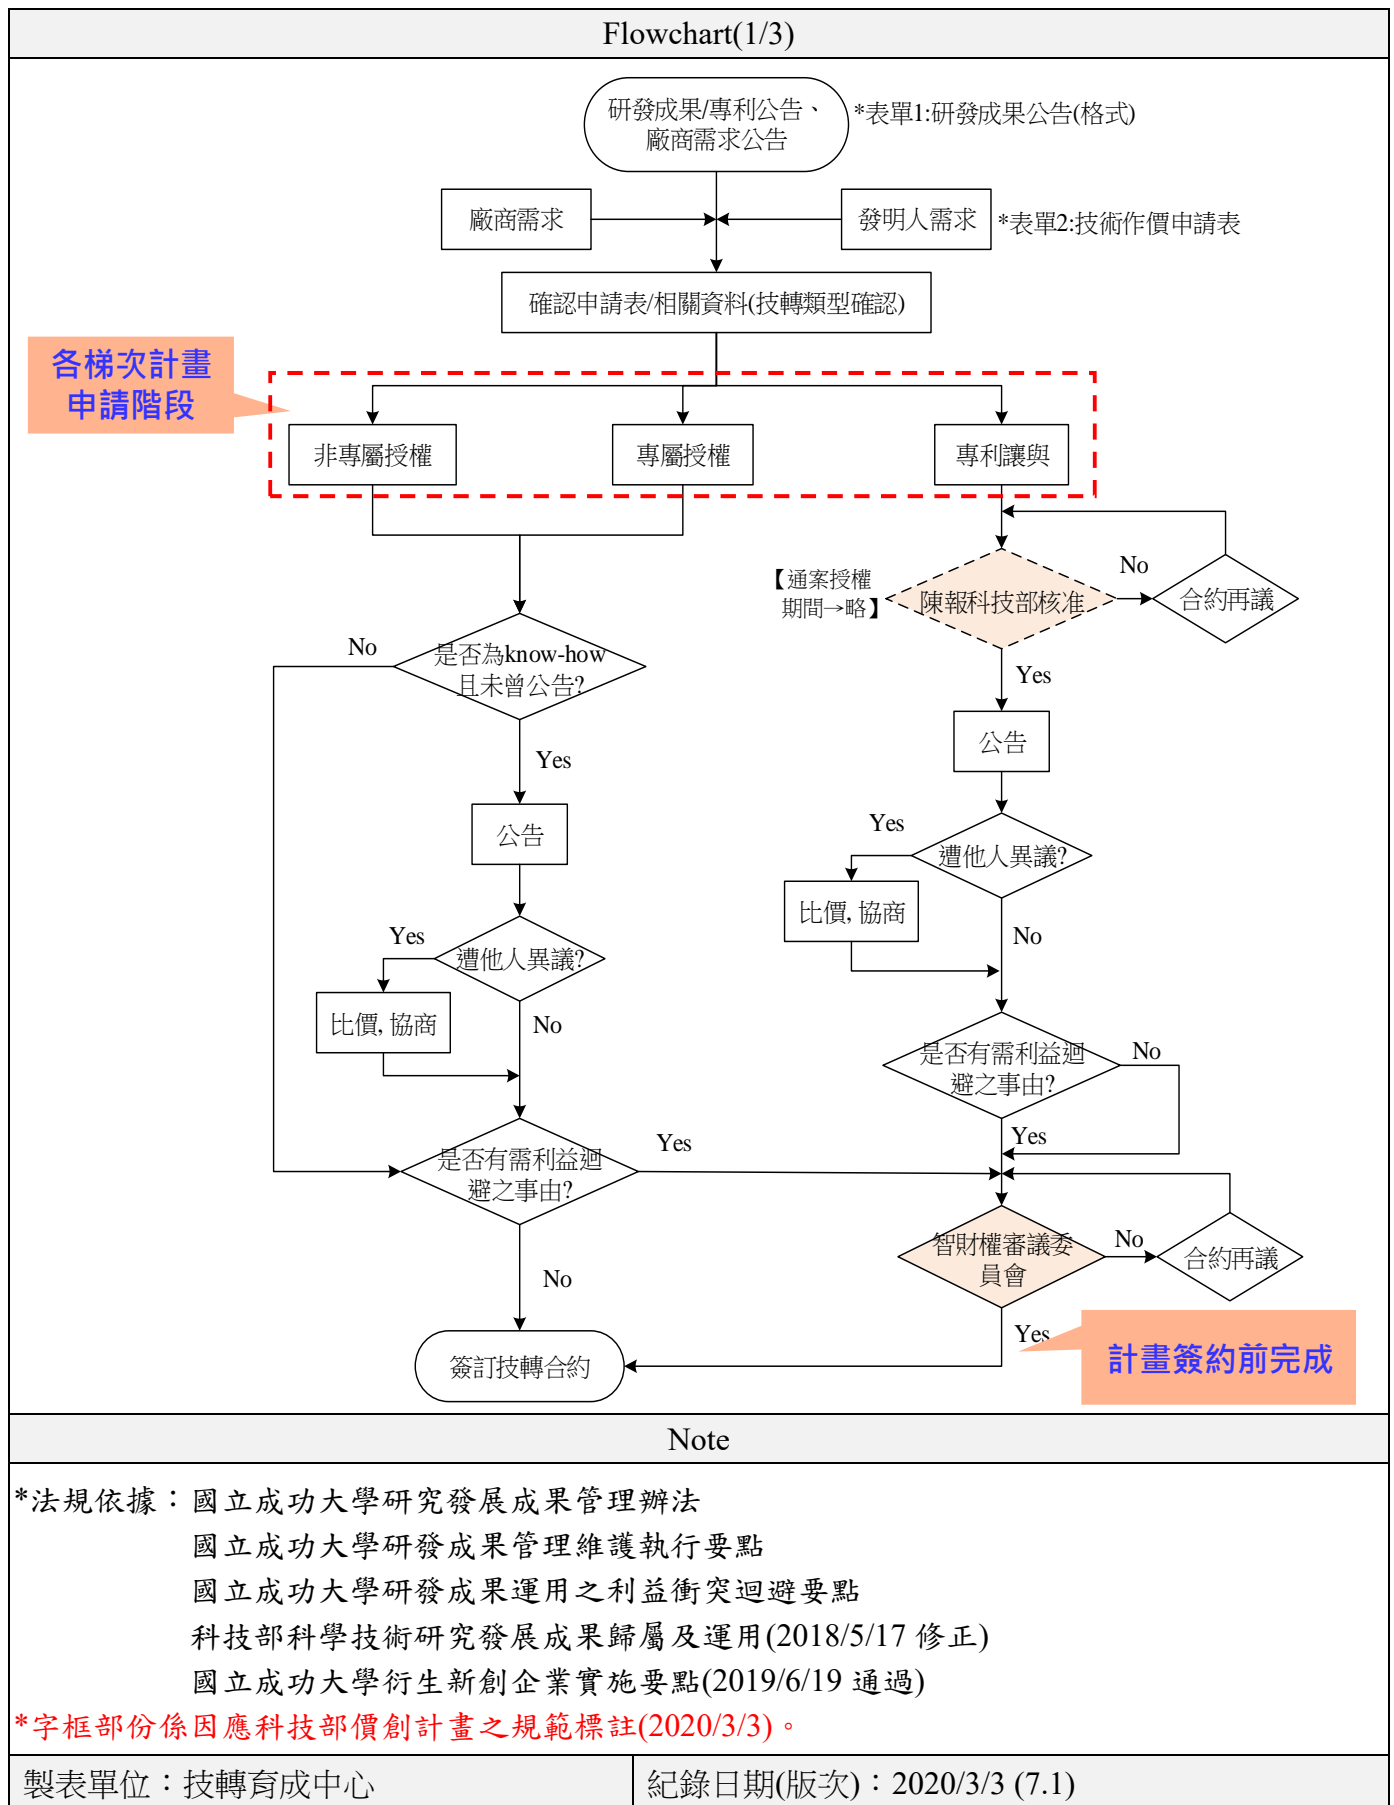 Flowchart(1/3)
研發成果/專利公告、
廠商需求公告
*表單1:研發成果公告(格式)
廠商需求
發明人需求
*表單2:技術作價申請表
確認申請表/相關資料(技轉類型確認)
各梯次計畫
申請階段
非專屬授權
專屬授權
專利讓與
【通案授權
期間→略】
陳報科技部核准
No
合約再議
No
是否為know-how
且未曾公告?
Yes
Yes
公告
公告
Yes
遭他人異議?
比價, 協商
No
Yes
遭他人異議?
比價, 協商
No
是否有需利益迴
避之事由?
No
Yes
是否有需利益迴
避之事由?
Yes
智財權審議委
員會
No
合約再議
No
Yes
計畫簽約前完成
簽訂技轉合約
Note
*法規依據：國立成功大學研究發展成果管理辦法
國立成功大學研發成果管理維護執行要點
國立成功大學研發成果運用之利益衝突迴避要點
科技部科學技術研究發展成果歸屬及運用(2018/5/17 修正)
國立成功大學衍生新創企業實施要點(2019/6/19 通過)
*字框部份係因應科技部價創計畫之規範標註(2020/3/3)。
製表單位：技轉育成中心
紀錄日期(版次)：2020/3/3 (7.1)